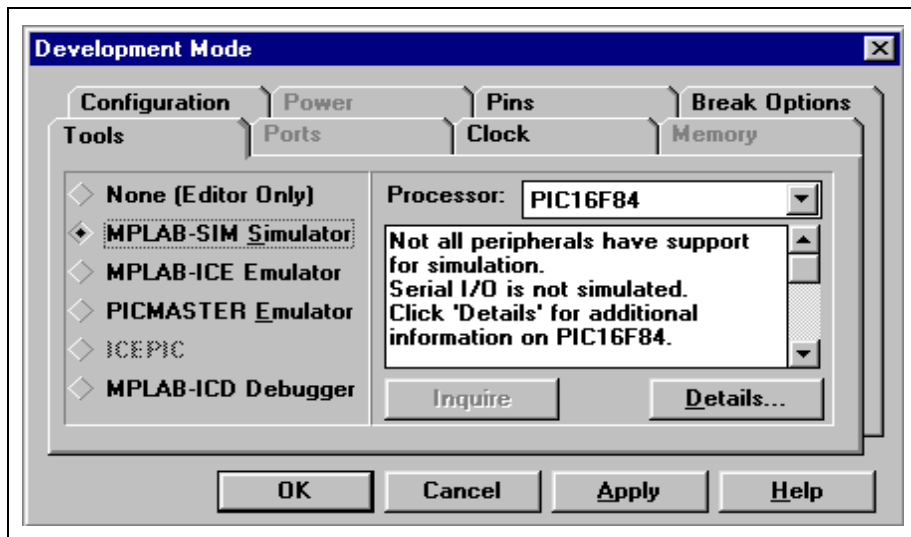 Development Mode
Configuration Power Pins Break Options
Tools Ports Clock Memory
None (Editor Only)
MPLAB-SIM Simulator
MPLAB-ICE Emulator
PICMASTER Emulator
ICEPIC
MPLAB-ICD Debugger
Processor: PIC16F84
Not all peripherals have support
for simulation.
Serial I/O is not simulated.
Click 'Details' for additional
information on PIC16F84.
Inquire Details...
OK Cancel Apply Help